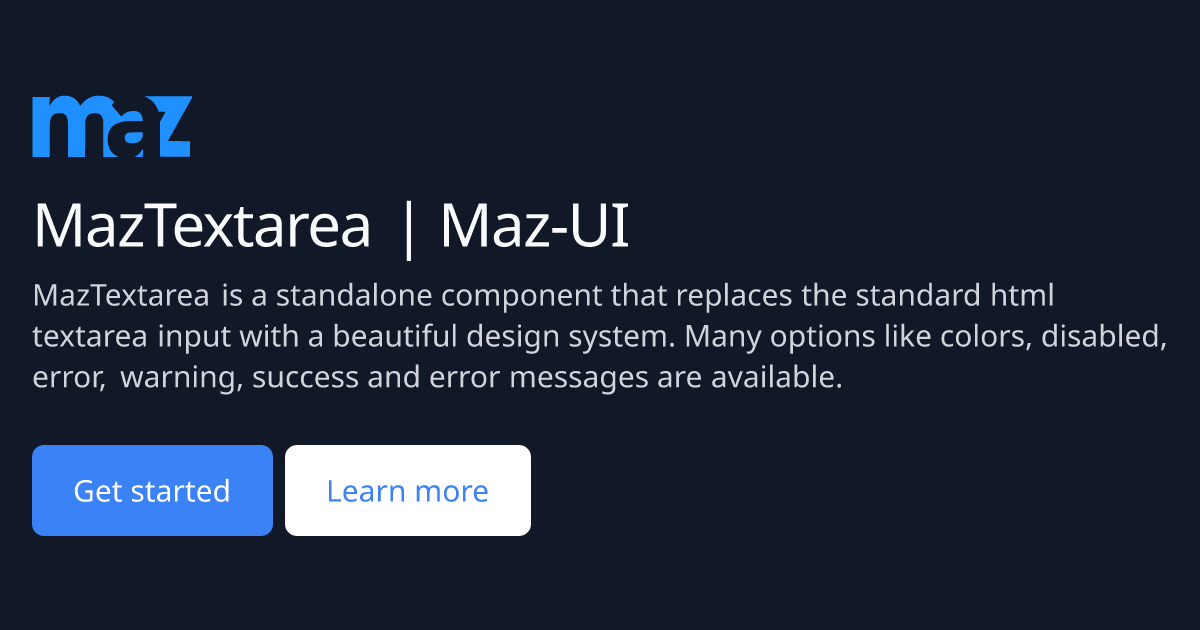 maz
MazTextarea | Maz-UI
MazTextarea is a standalone component that replaces the standard html
textarea input with a beautiful design system. Many options like colors, disabled,
error, warning, success and error messages are available.
Get started
Learn more